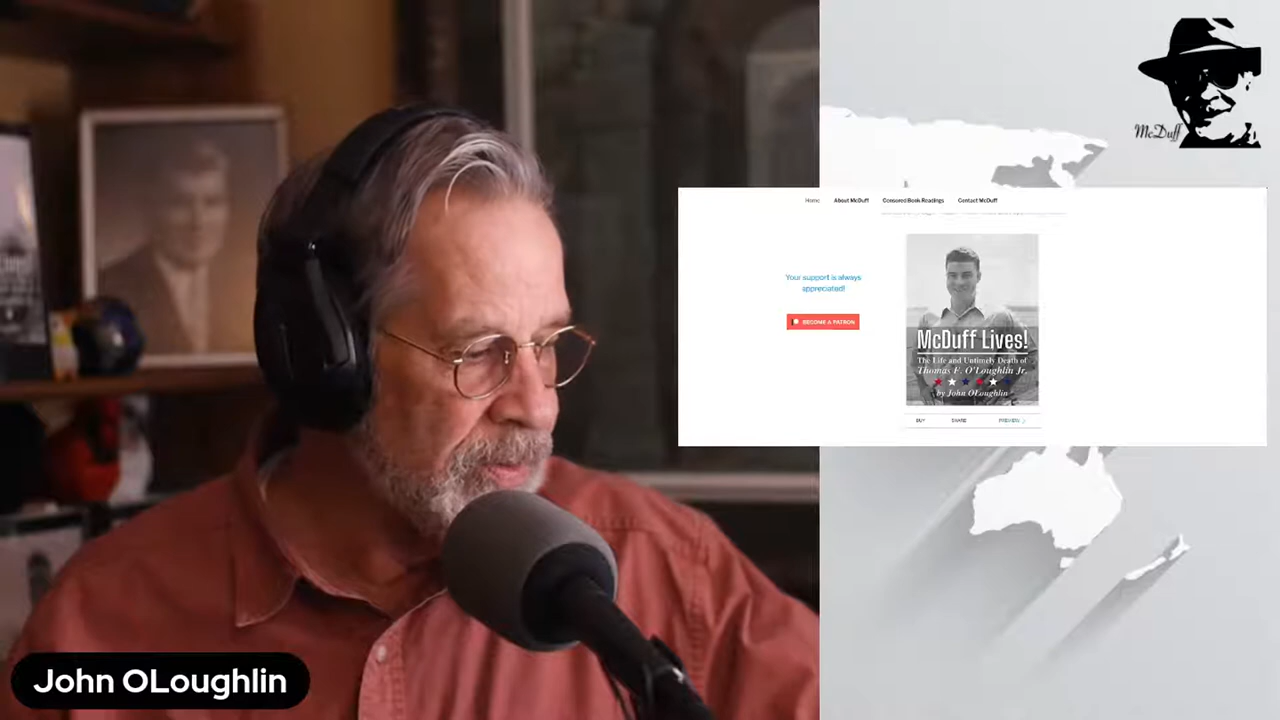 McDuff
Home About McDuff Censored Book Readings Contact McDuff
Your support is always
appreciated!
BECOME A PATRON
McDuff Lives!
The Life and Untimely Death of
Thomas F. O'Loughlin Jr.
by John OLoughlin
BUY SHARE PREVIEW
John OLoughlin